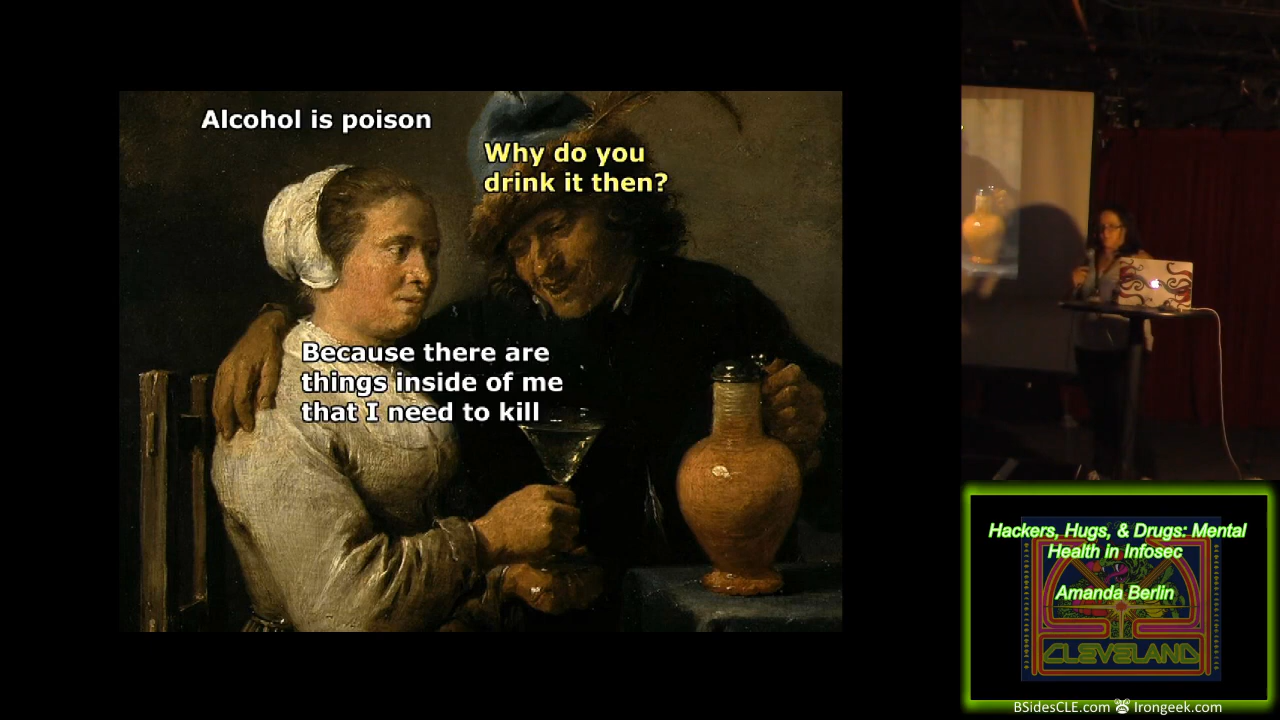 Alcohol is poison
Why do you
drink it then?
Because there are
things inside of me
that I need to kill
Hackers, Hugs, & Drugs: Mental
Health in Infosec
Amanda Berlin
CLEVELAND
BSidesCLE.com Irongeek.com